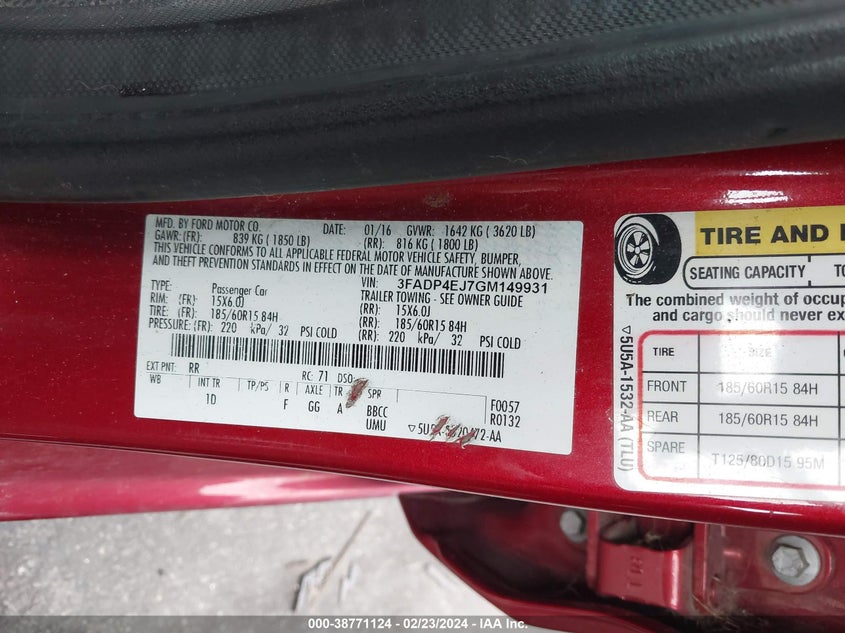 MFD. BY FORD MOTOR CO.
DATE: 01/16 GVWR: 1642 KG ( 3620 LB)
GAWR: (FR): 839 KG ( 1850 LB) (RR): 816 KG ( 1800 LB)
THIS VEHICLE CONFORMS TO ALL APPLICABLE FEDERAL MOTOR VEHICLE SAFETY, BUMPER,
AND THEFT PREVENTION STANDARDS IN EFFECT ON THE DATE OF MANUFACTURE SHOWN ABOVE.
VIN: 3FADP4EJ7GM149931
TYPE: Passenger Car TRAILER TOWING - SEE OWNER GUIDE
RIM: (FR): 15X6.0J (RR): 15X6.0J
TIRE: (FR): 185/60R15 84H (RR): 185/60R15 84H
PRESSURE: (FR): 220 kPa/ 32 PSI COLD (RR): 220 kPa/ 32 PSI COLD
EXT PNT: RR RC: 71 DSO:
WB INT TR TP/PS R AXLE TR SPR
1D F GG A BBCC F0057
UMU R0132
TIRE AND
SEATING CAPACITY
The combined weight of
and cargo should never
▽5U5A-1532-AA (TLU)
TIRE SIZE
FRONT 185/60R15 84H
REAR 185/60R15 84H
SPARE T125/80D15 95M
000-38771124 - 02/23/2024 - IAA Inc.